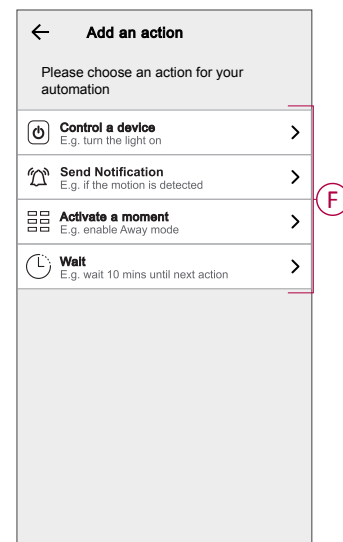 Add an action
Please choose an action for your
automation
Control a device
E.g. turn the light on
Send Notification
E.g. if the motion is detected
Activate a moment
E.g. enable Away mode
Wait
E.g. wait 10 mins until next action
F